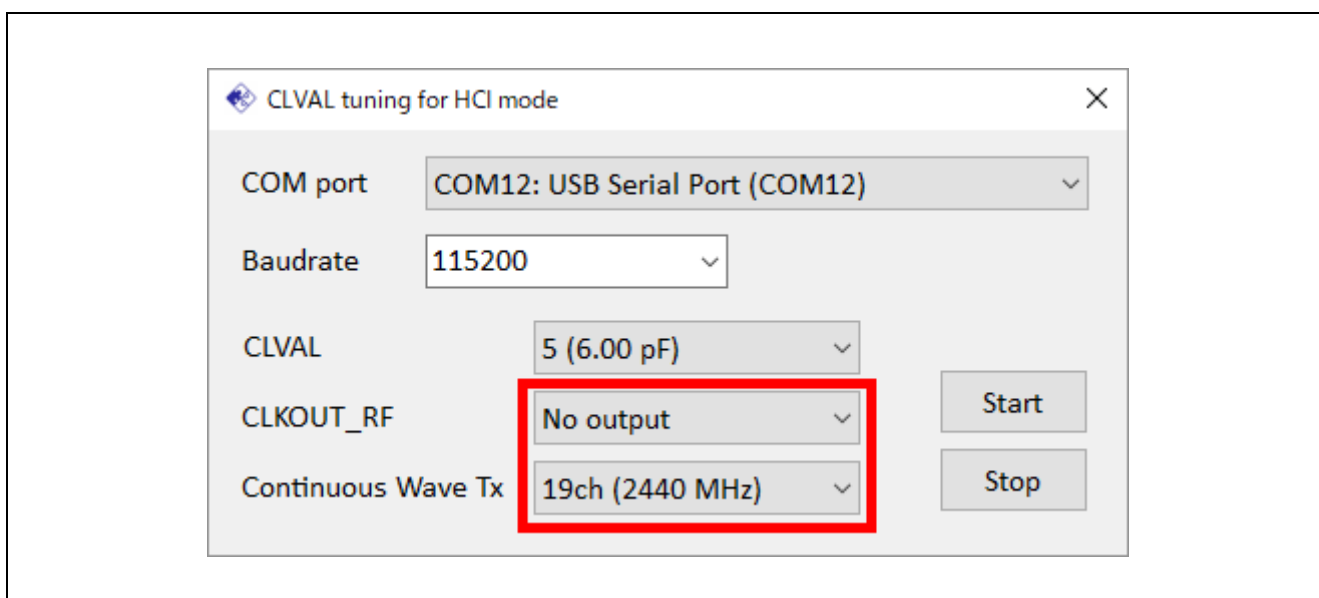 CLVAL tuning for HCI mode
COM port COM12: USB Serial Port (COM12)
Baudrate 115200
CLVAL 5 (6.00 pF)
CLKOUT_RF No output Start
Continuous Wave Tx 19ch (2440 MHz) Stop